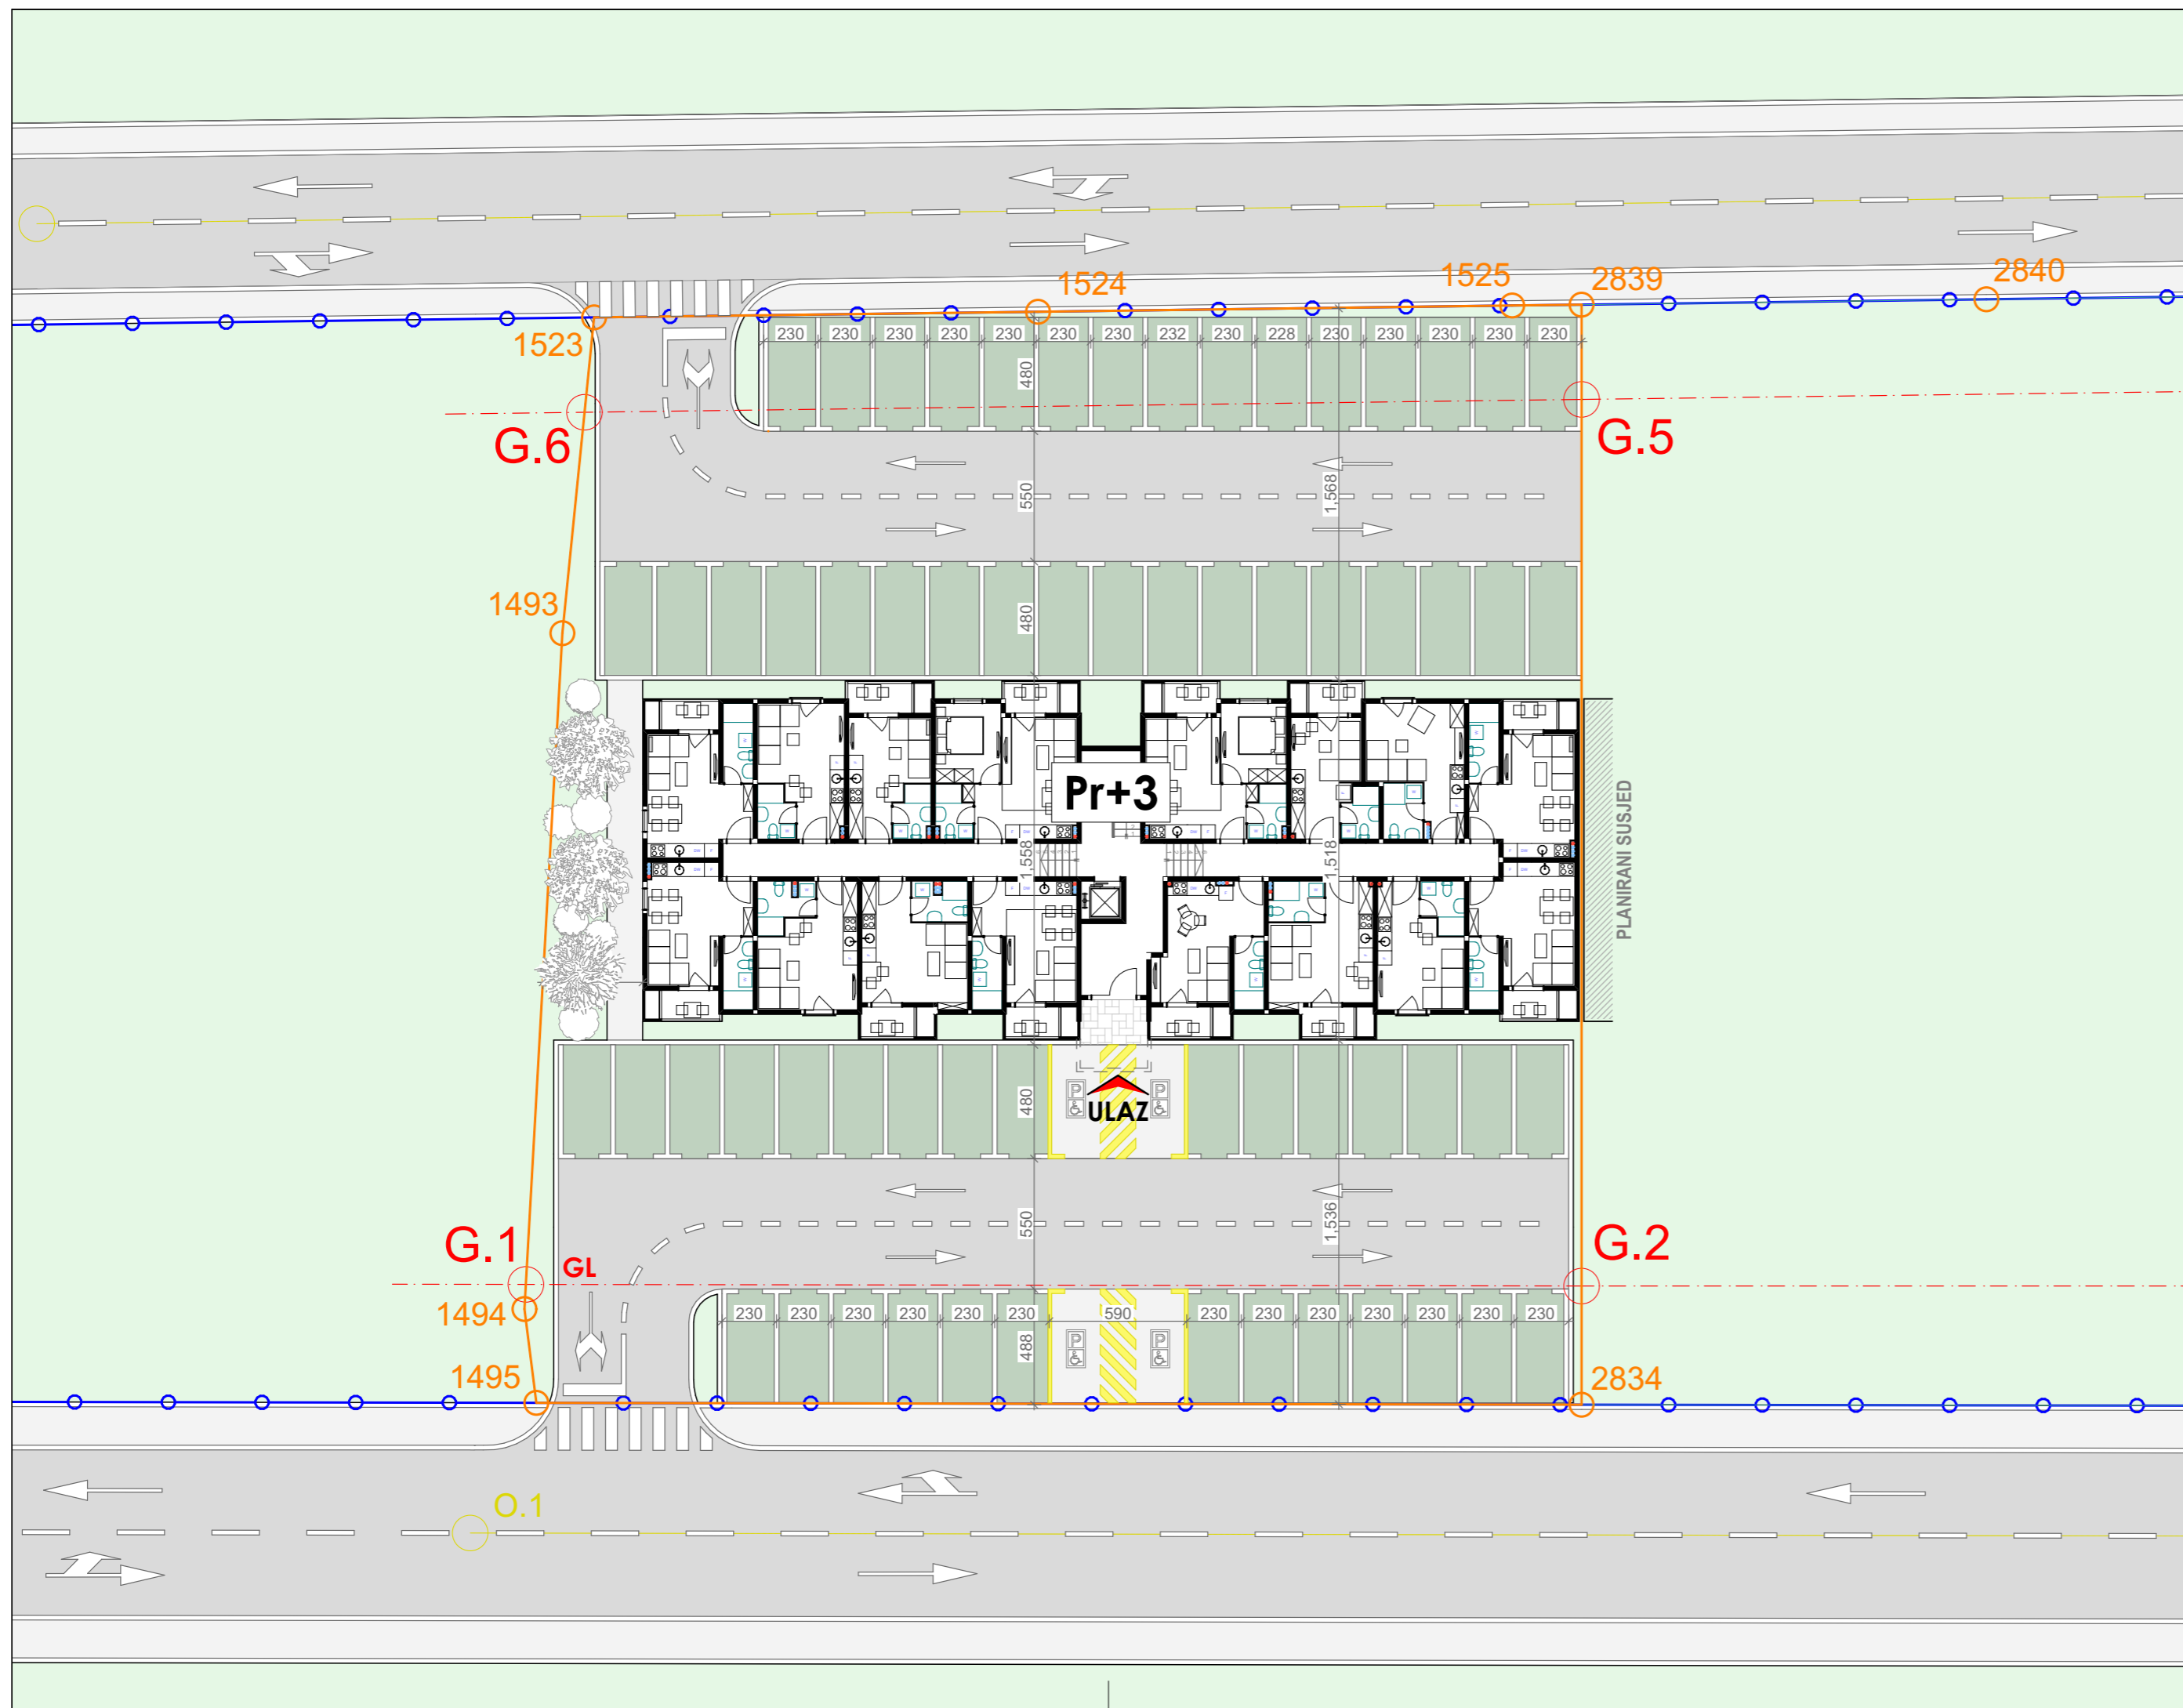 1524
1525
2839
2840
1523
230 230 230 230 230 230 230 232 230 228 230 230 230 230 230
480
G.6
G.5
550
1,568
1493
480
Pr+3
1,558
1,518
PLANIRANI SUSJED
480
P
P
ULAZ
550
1,536
G.1
GL
G.2
1494
230 230 230 230 230 230 590 230 230 230 230 230 230 230
488
P
P
1495
2834
O.1